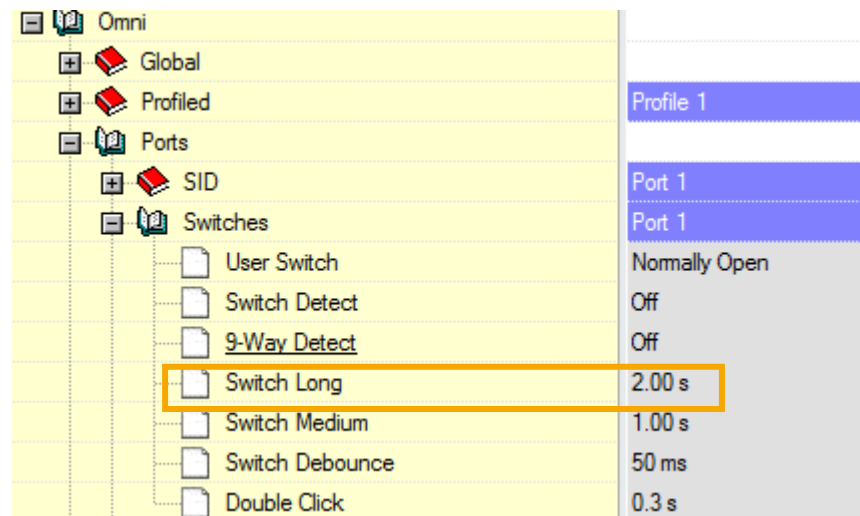 Omni
Global
Profiled Profile 1
Ports
SID Port 1
Switches Port 1
User Switch Normally Open
Switch Detect Off
9-Way Detect Off
Switch Long 2.00 s
Switch Medium 1.00 s
Switch Debounce 50 ms
Double Click 0.3 s